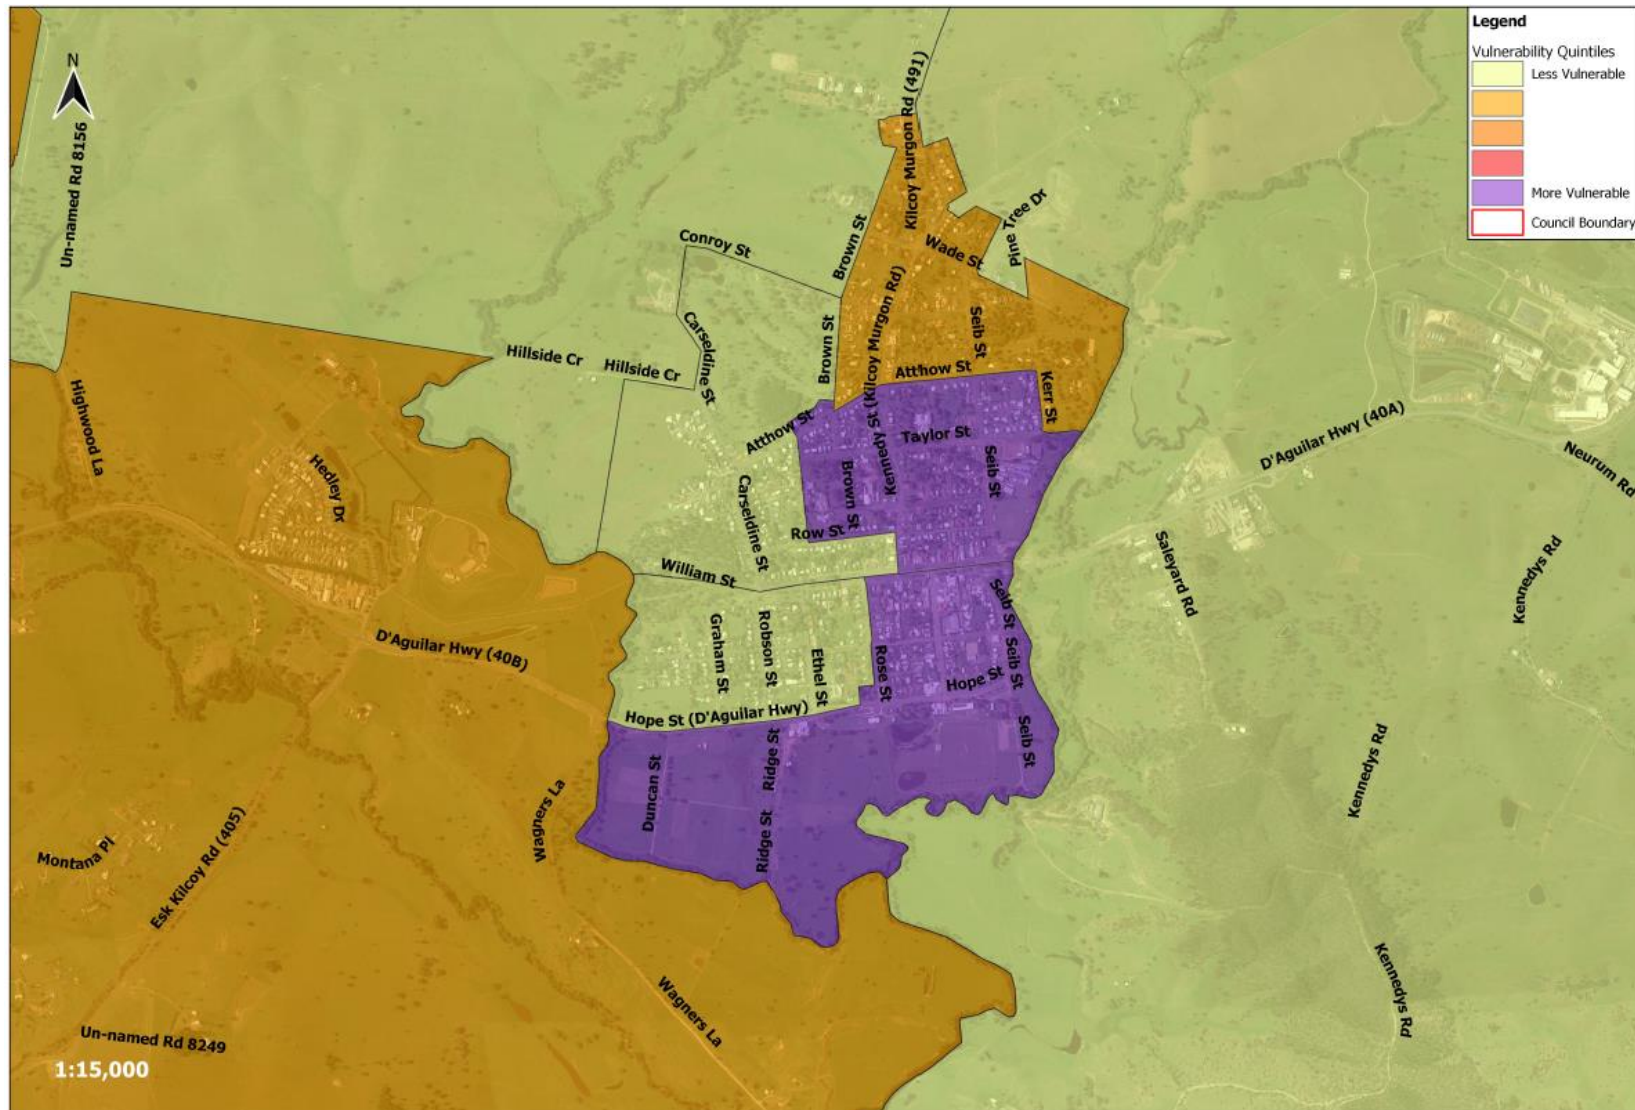 Legend
Vulnerability Quintiles
Less Vulnerable
More Vulnerable
Council Boundary
N
Un-named Rd 8156
Kilcoy Murgon Rd (491)
Pine Tree Dr
Wade St
Brown St
Conroy St
Kennedy St (Kilcoy Murgon Rd)
Seib St
Carseldine St
Brown St
Hillside Cr
Hillside Cr
Atthow St
Kerr St
Highwood La
D'Aguilar Hwy (40A)
Neurum Rd
Atthow St
Taylor St
Seib St
Brown St
Hedley Dr
Carseldine St
Row St
Saleyard Rd
Kennedys Rd
William St
Seib St
Seib St
D'Aguilar Hwy (40B)
Graham St
Robson St
Ethel St
Rose St
Hope St
Hope St (D'Aguilar Hwy)
Seib St
Kennedys Rd
Duncan St
Ridge St
Ridge St
Wagners La
Montana Pl
Esk Kilcoy Rd (405)
Kennedys Rd
Wagners La
Un-named Rd 8249
1:15,000